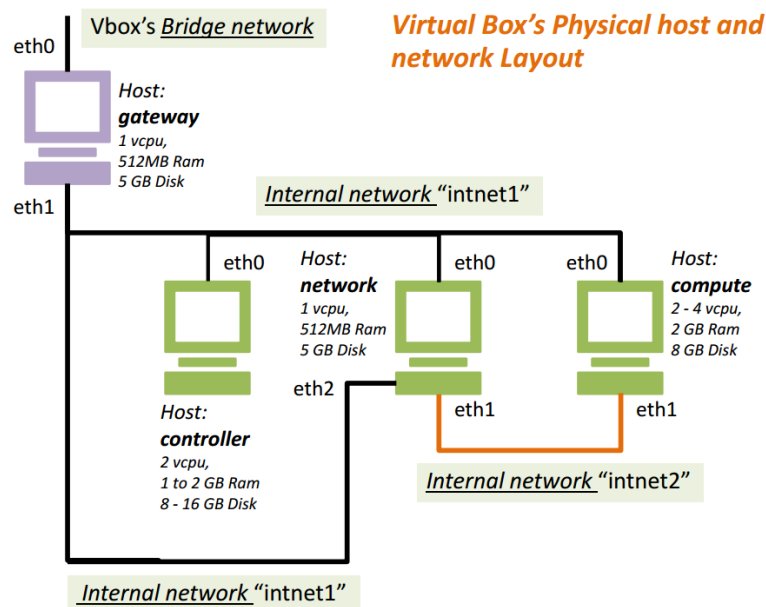 Vbox's Bridge network
Virtual Box's Physical host and
network Layout
eth0
Host:
gateway
1 vcpu,
512MB Ram
5 GB Disk
eth1
Internal network "intnet1"
eth0
Host:
network
1 vcpu,
512MB Ram
5 GB Disk
eth0
eth0
Host:
compute
2 - 4 vcpu,
2 GB Ram
8 GB Disk
eth2
eth1
eth1
Host:
controller
2 vcpu,
1 to 2 GB Ram
8 - 16 GB Disk
Internal network "intnet2"
Internal network "intnet1"